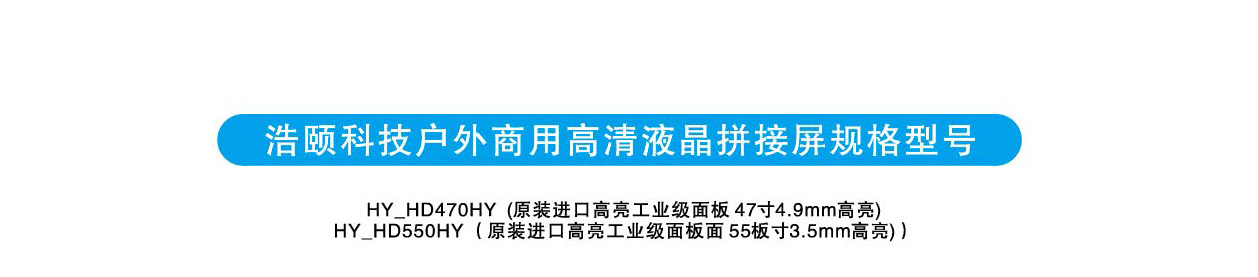 浩颐科技户外商用高清液晶拼接屏规格型号
HY_HD470HY (原装进口高亮工业级面板 47寸4.9mm高亮)
HY_HD550HY ( 原装进口高亮工业级面板面 55板寸3.5mm高亮) )